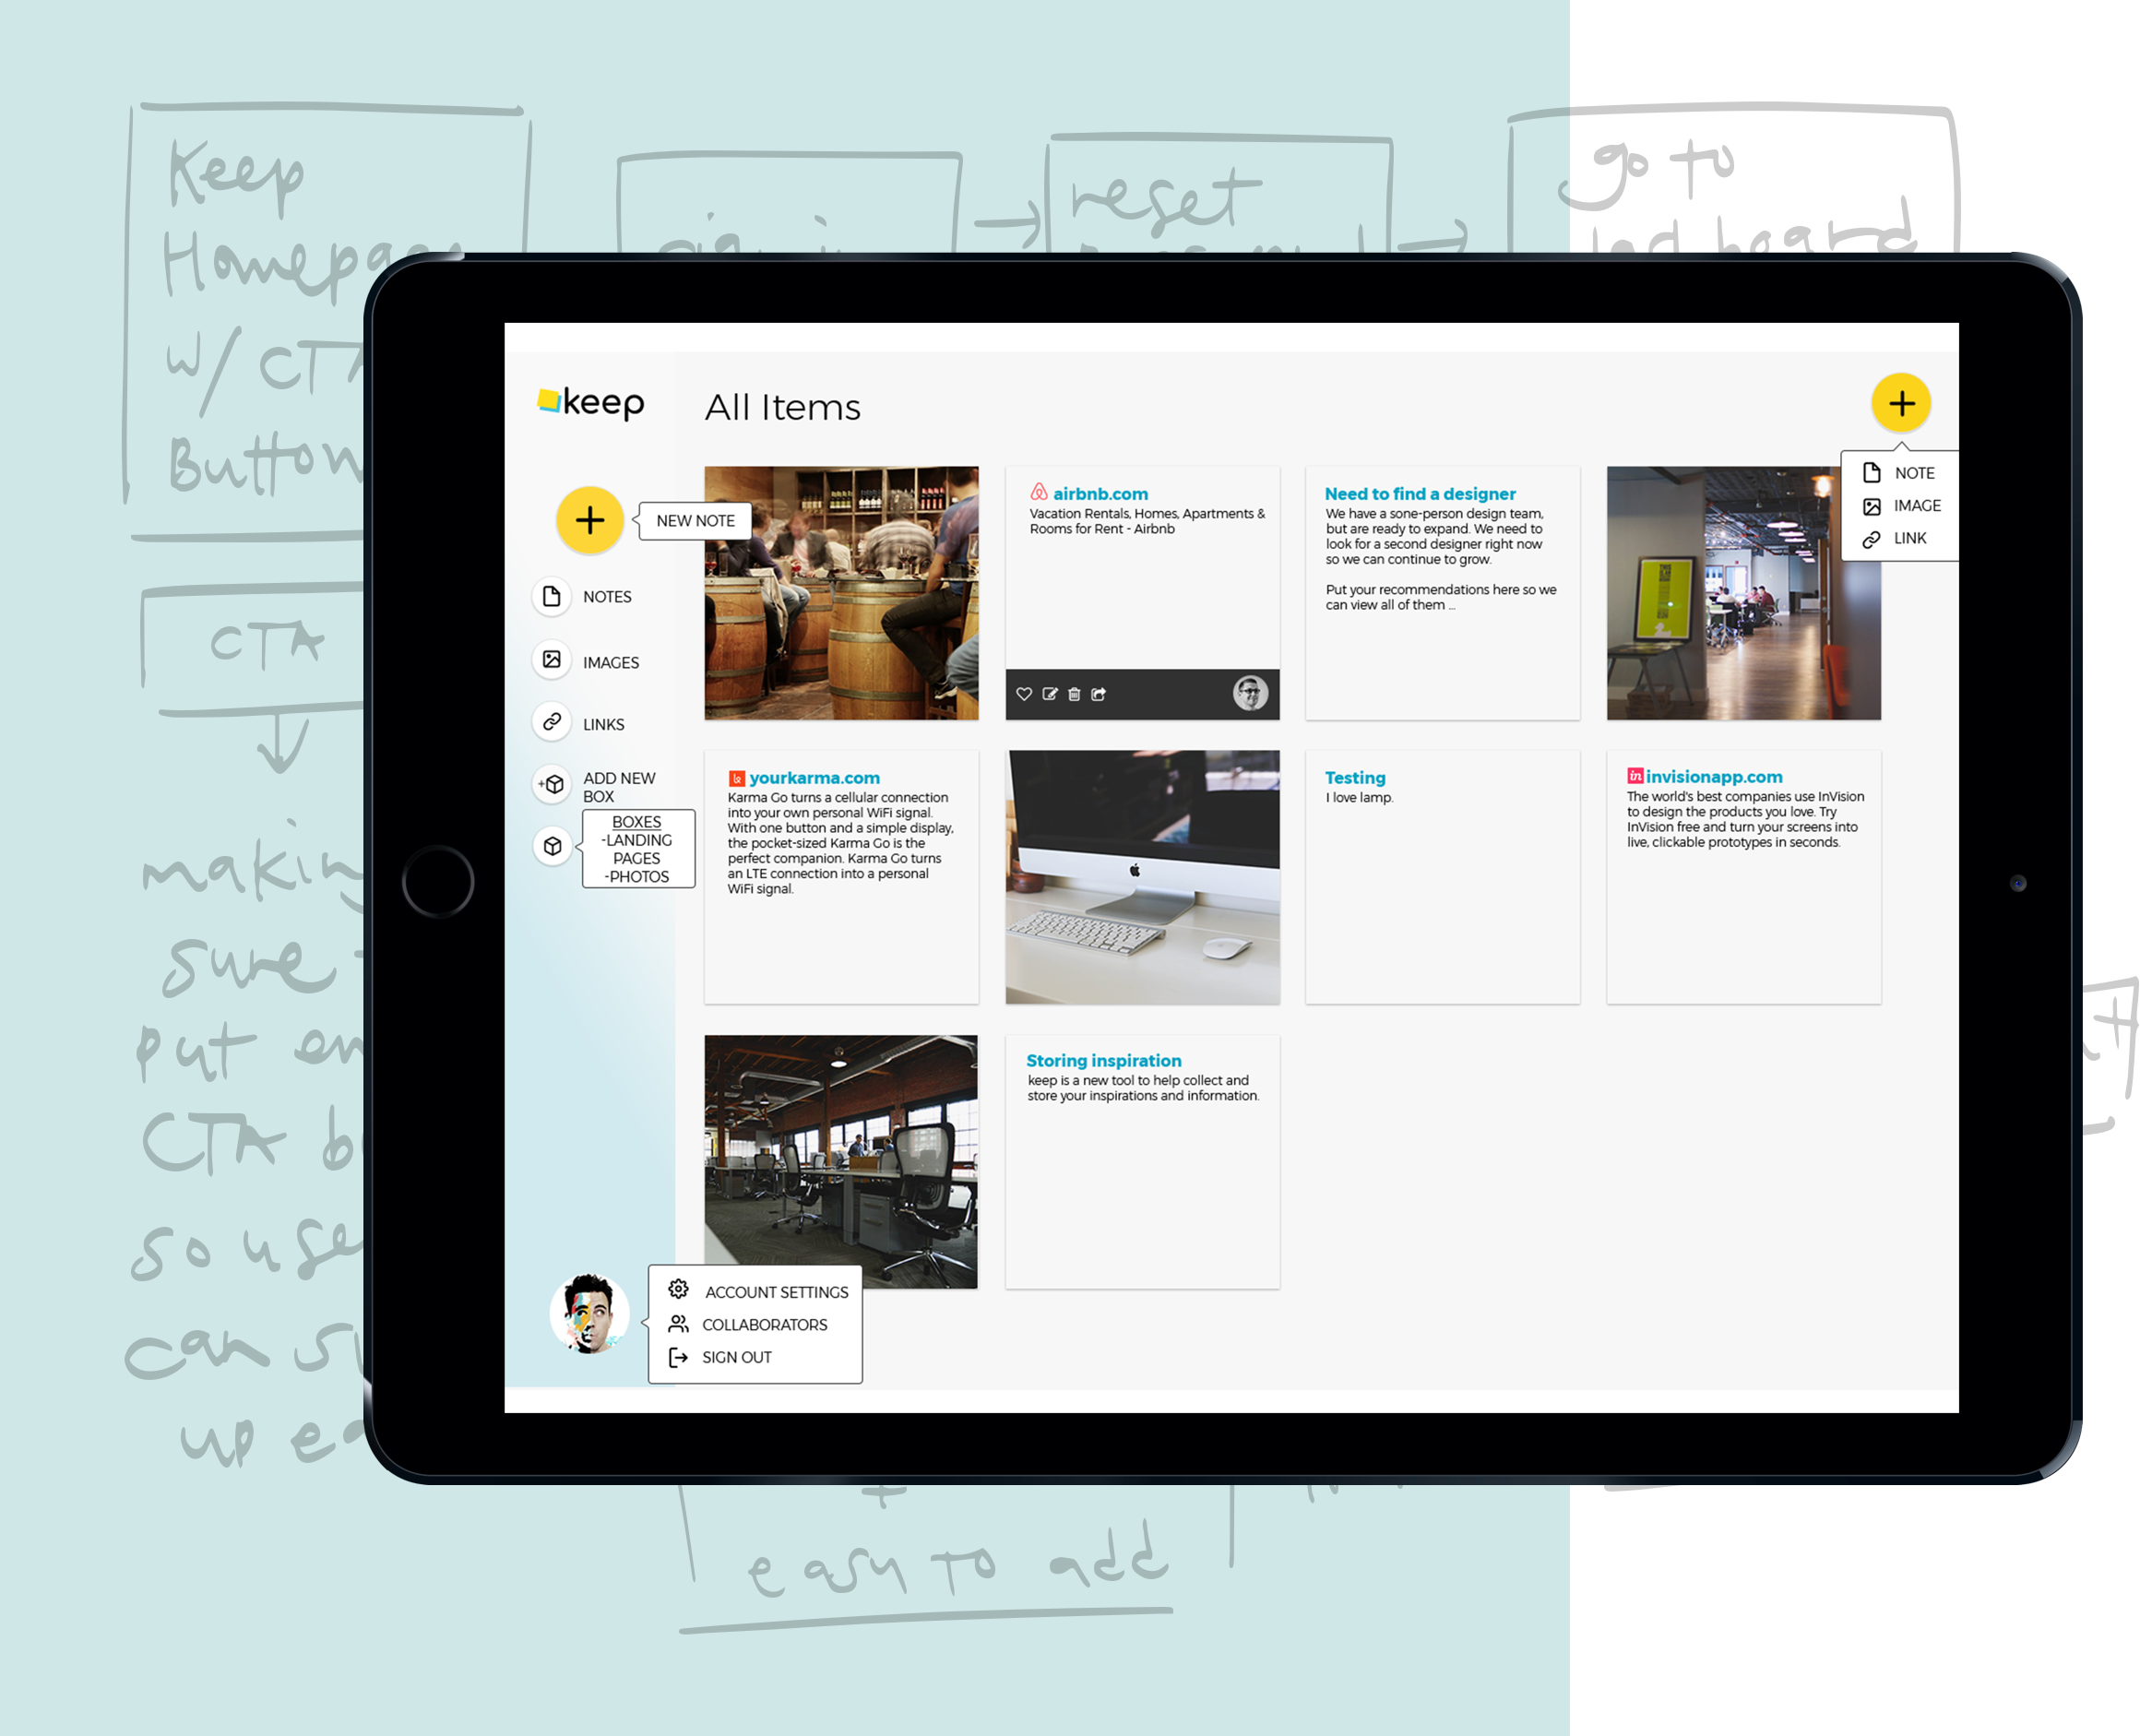 Keep
Homepage
w/ CTA
Button
reset
go to
CTA
making
sure
put
CTA
so
can
up
easy to add
keep
All Items
NEW NOTE
NOTES
IMAGES
LINKS
ADD NEW
BOX
BOXES
-LANDING
PAGES
-PHOTOS
NOTE
IMAGE
LINK
airbnb.com
Vacation Rentals, Homes, Apartments &
Rooms for Rent - Airbnb
Need to find a designer
We have a sone-person design team,
but are ready to expand. We need to
look for a second designer right now
so we can continue to grow.
Put your recommendations here so we
can view all of them ...
yourkarma.com
Karma Go turns a cellular connection
into your own personal WiFi signal.
With one button and a simple display,
the pocket-sized Karma Go is the
perfect companion. Karma Go turns
an LTE connection into a personal
WiFi signal.
Testing
I love lamp.
in invisionapp.com
The world's best companies use InVision
to design the products you love. Try
InVision free and turn your screens into
live, clickable prototypes in seconds.
Storing inspiration
keep is a new tool to help collect and
store your inspirations and information.
ACCOUNT SETTINGS
COLLABORATORS
SIGN OUT